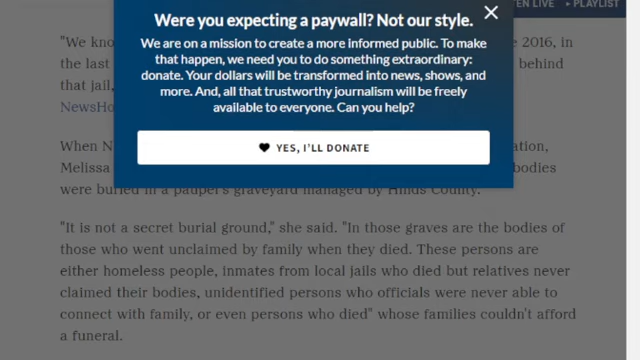 TEN LIVE
PLAYLIST
Were you expecting a paywall? Not our style.
We are on a mission to create a more informed public. To make
that happen, we need you to do something extraordinary:
donate. Your dollars will be transformed into news, shows, and
more. And, all that trustworthy journalism will be freely
available to everyone. Can you help?
YES, I'LL DONATE
"We kno
e 2016, in
the last
behind
that jail,
NewsHo
When N
ation,
Melissa
bodies
were buried in a pauper's graveyard managed by Hinds County.
"It is not a secret burial ground," she said. "In those graves are the bodies of
those who went unclaimed by family when they died. These persons are
either homeless people, inmates from local jails who died but relatives never
claimed their bodies, unidentified persons who officials were never able to
connect with family, or even persons who died" whose families couldn't afford
a funeral.